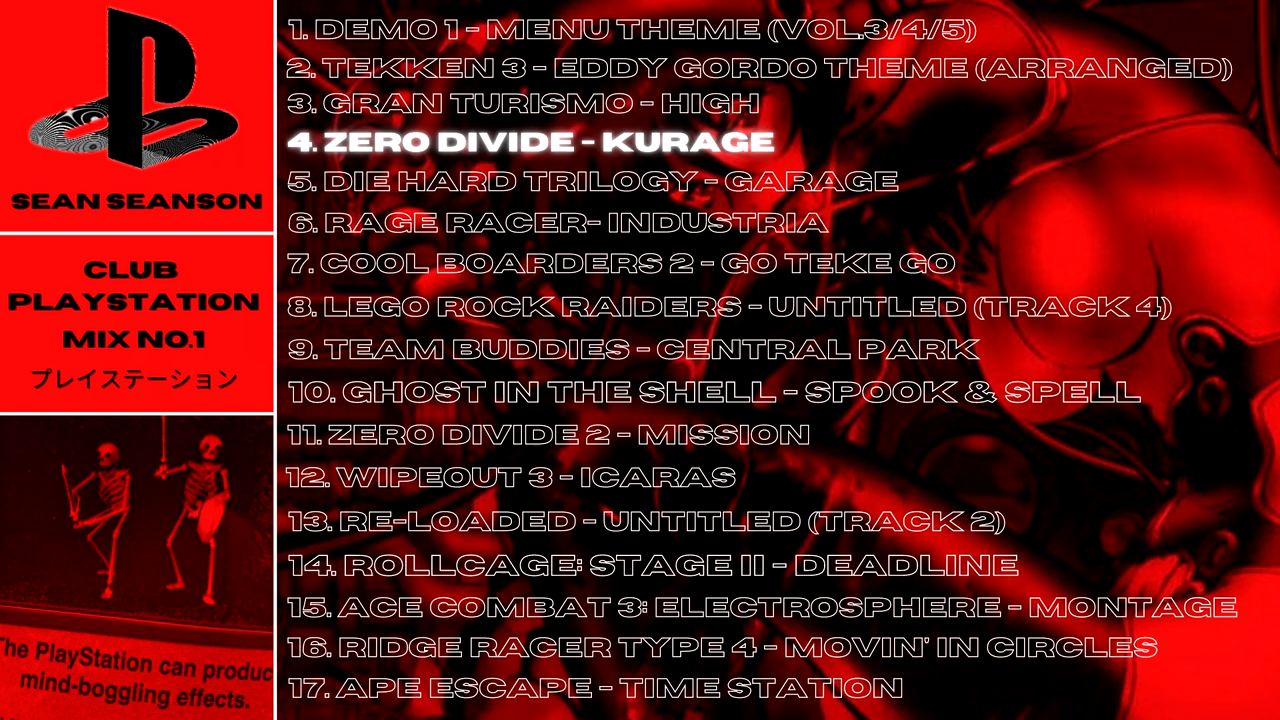 SEAN SEANSON
CLUB
PLAYSTATION
MIX NO.1
プレイステーション
The PlayStation can produc
mind-boggling effects.
1. DEMO 1 - MENU THEME (VOL.3/4/5)
2. TEKKEN 3 - EDDY GORDO THEME (ARRANGED)
3. GRAN TURISMO - HIGH
4. ZERO DIVIDE - KURAGE
5. DIE HARD TRILOGY - GARAGE
6. RAGE RACER- INDUSTRIA
7. COOL BOARDERS 2 - GO TEKE GO
8. LEGO ROCK RAIDERS - UNTITLED (TRACK 4)
9. TEAM BUDDIES - CENTRAL PARK
10. GHOST IN THE SHELL - SPOOK & SPELL
11. ZERO DIVIDE 2 - MISSION
12. WIPEOUT 3 - ICARAS
13. RE-LOADED - UNTITLED (TRACK 2)
14. ROLLCAGE: STAGE II - DEADLINE
15. ACE COMBAT 3: ELECTROSPHERE - MONTAGE
16. RIDGE RACER TYPE 4 - MOVIN' IN CIRCLES
17. APE ESCAPE - TIME STATION